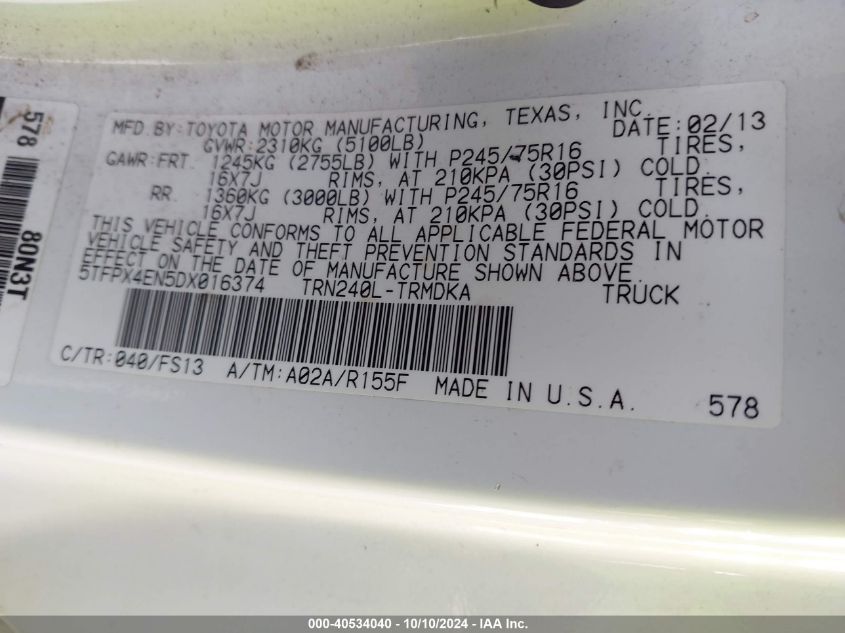 MFD.BY:TOYOTA MOTOR MANUFACTURING, TEXAS, INC.
GVWR:2310KG (5100LB) DATE:02/13
GAWR:FRT. 1245KG (2755LB) WITH P245/75R16 TIRES,
16X7J RIMS, AT 210KPA (30PSI) COLD.
RR. 1360KG (3000LB) WITH P245/75R16 TIRES,
16X7J RIMS, AT 210KPA (30PSI) COLD.
THIS VEHICLE CONFORMS TO ALL APPLICABLE FEDERAL MOTOR
VEHICLE SAFETY AND THEFT PREVENTION STANDARDS IN
EFFECT ON THE DATE OF MANUFACTURE SHOWN ABOVE.
5TFPX4EN5DX016374 TRN240L-TRMDKA TRUCK
C/TR:040/FS13 A/TM:A02A/R155F MADE IN U.S.A. 578
578 80N3T
000-40534040 - 10/10/2024 - IAAI.com